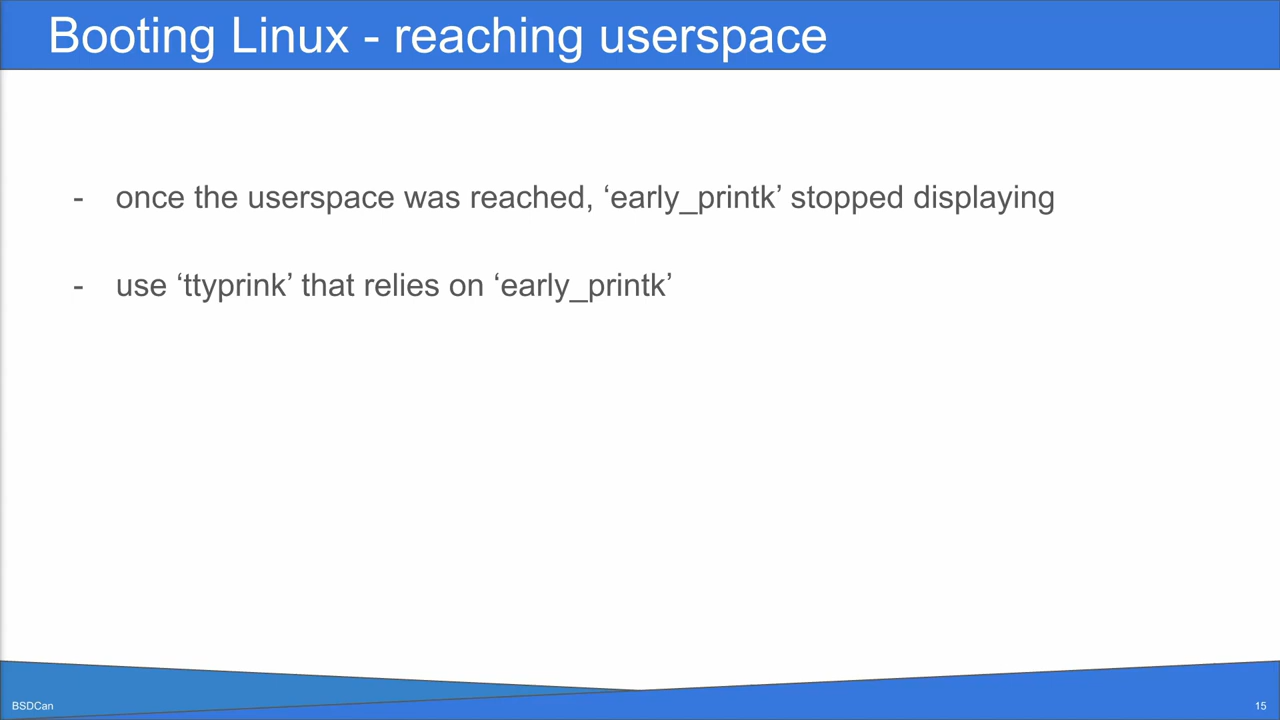 Booting Linux - reaching userspace
- once the userspace was reached, ‘early_printk’ stopped displaying
- use ‘ttyprink’ that relies on ‘early_printk’
BSDCan
15